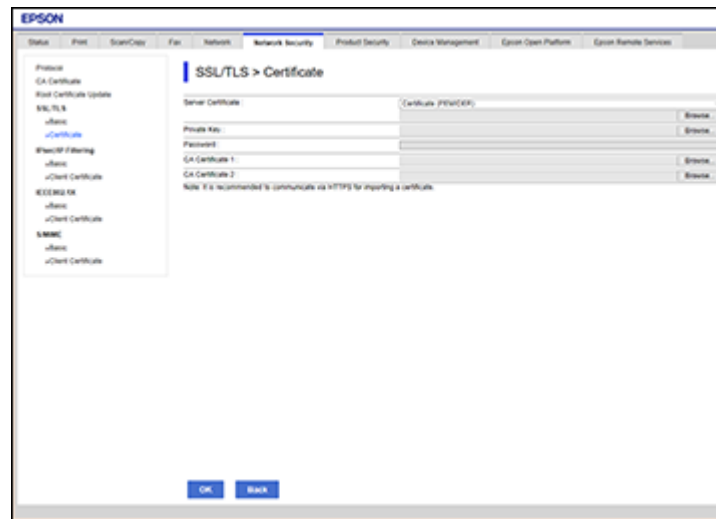 EPSON
Status Print Scan/Copy Fax Network Network Security Product Security Device Management Epson Open Platform Epson Remote Services
Protocol
CA Certificate
Root Certificate Update
SSL/TLS
»Basic
»Certificate
IPsec/IP Filtering
»Basic
»Client Certificate
IEEE802.1X
»Basic
»Client Certificate
S/MIME
»Basic
»Client Certificate
SSL/TLS > Certificate
Server Certificate : Certificate (PEM/DER)
Browse...
Private Key : Browse...
Password :
CA Certificate 1 : Browse...
CA Certificate 2 : Browse...
Note: It is recommended to communicate via HTTPS for importing a certificate.
OK Back